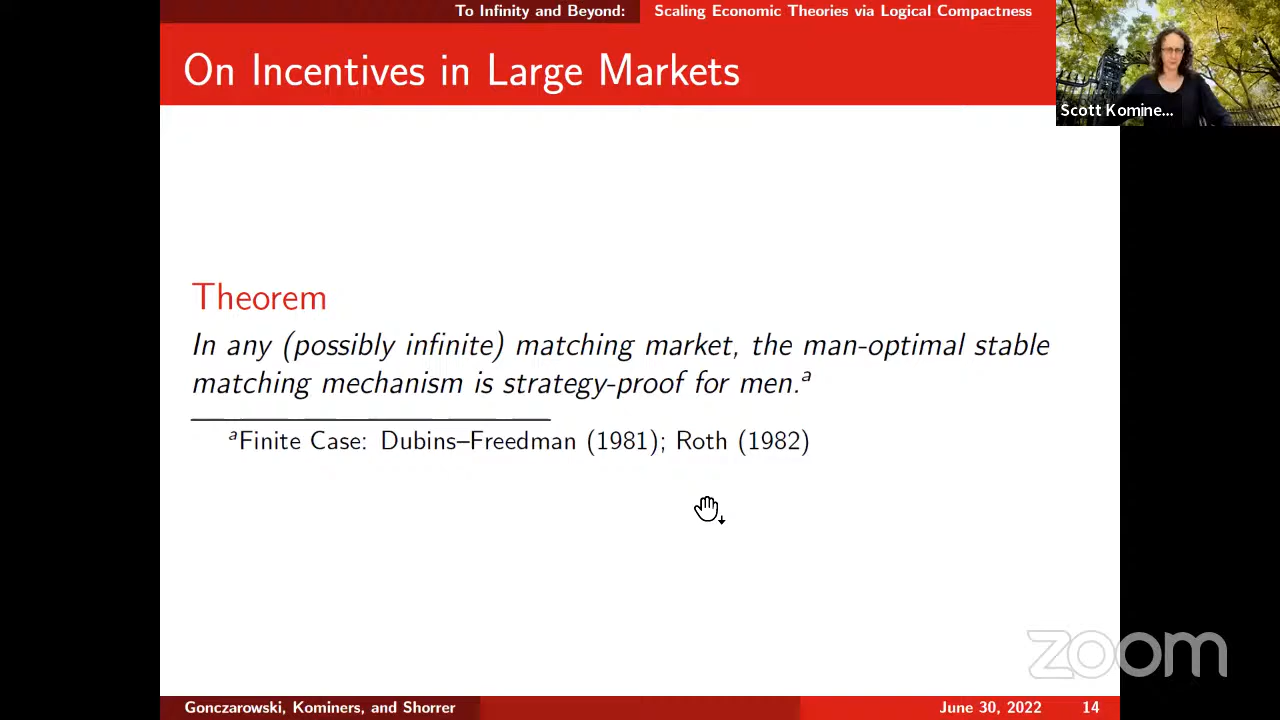 To Infinity and Beyond: Scaling Economic Theories via Logical Compactness
On Incentives in Large Markets
Scott Komine...
Theorem
In any (possibly infinite) matching market, the man-optimal stable
matching mechanism is strategy-proof for men.ᵃ
ᵃFinite Case: Dubins–Freedman (1981); Roth (1982)
zoom
Gonczarowski, Kominers, and Shorrer June 30, 2022 14